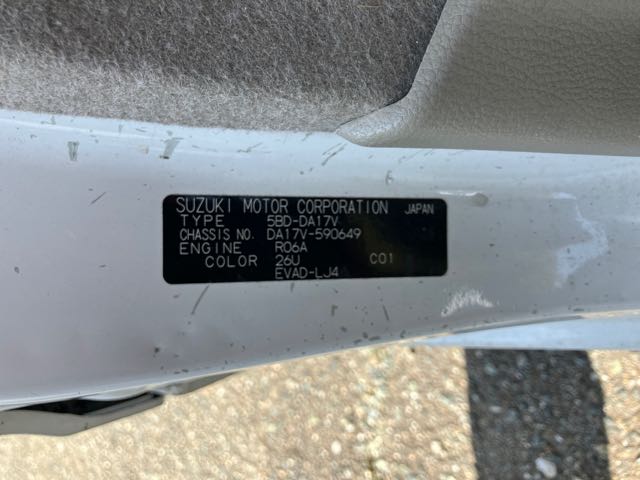 SUZUKI MOTOR CORPORATION JAPAN
TYPE 5BD-DA17V
CHASSIS NO. DA17V-590649
ENGINE R06A
COLOR 26U C01
EVAD-LJ4